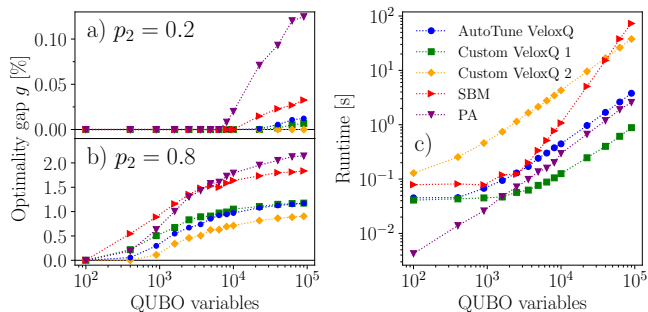 a) p₂ = 0.2
0.10
0.05
0.00
Optimality gap g [%]
b) p₂ = 0.8
2.0
1.5
1.0
0.5
0.0
10² 10³ 10⁴ 10⁵
QUBO variables
AutoTune VeloxQ
Custom VeloxQ 1
Custom VeloxQ 2
SBM
PA
c)
Runtime [s]
10²
10¹
10⁰
10⁻¹
10⁻²
10² 10³ 10⁴ 10⁵
QUBO variables